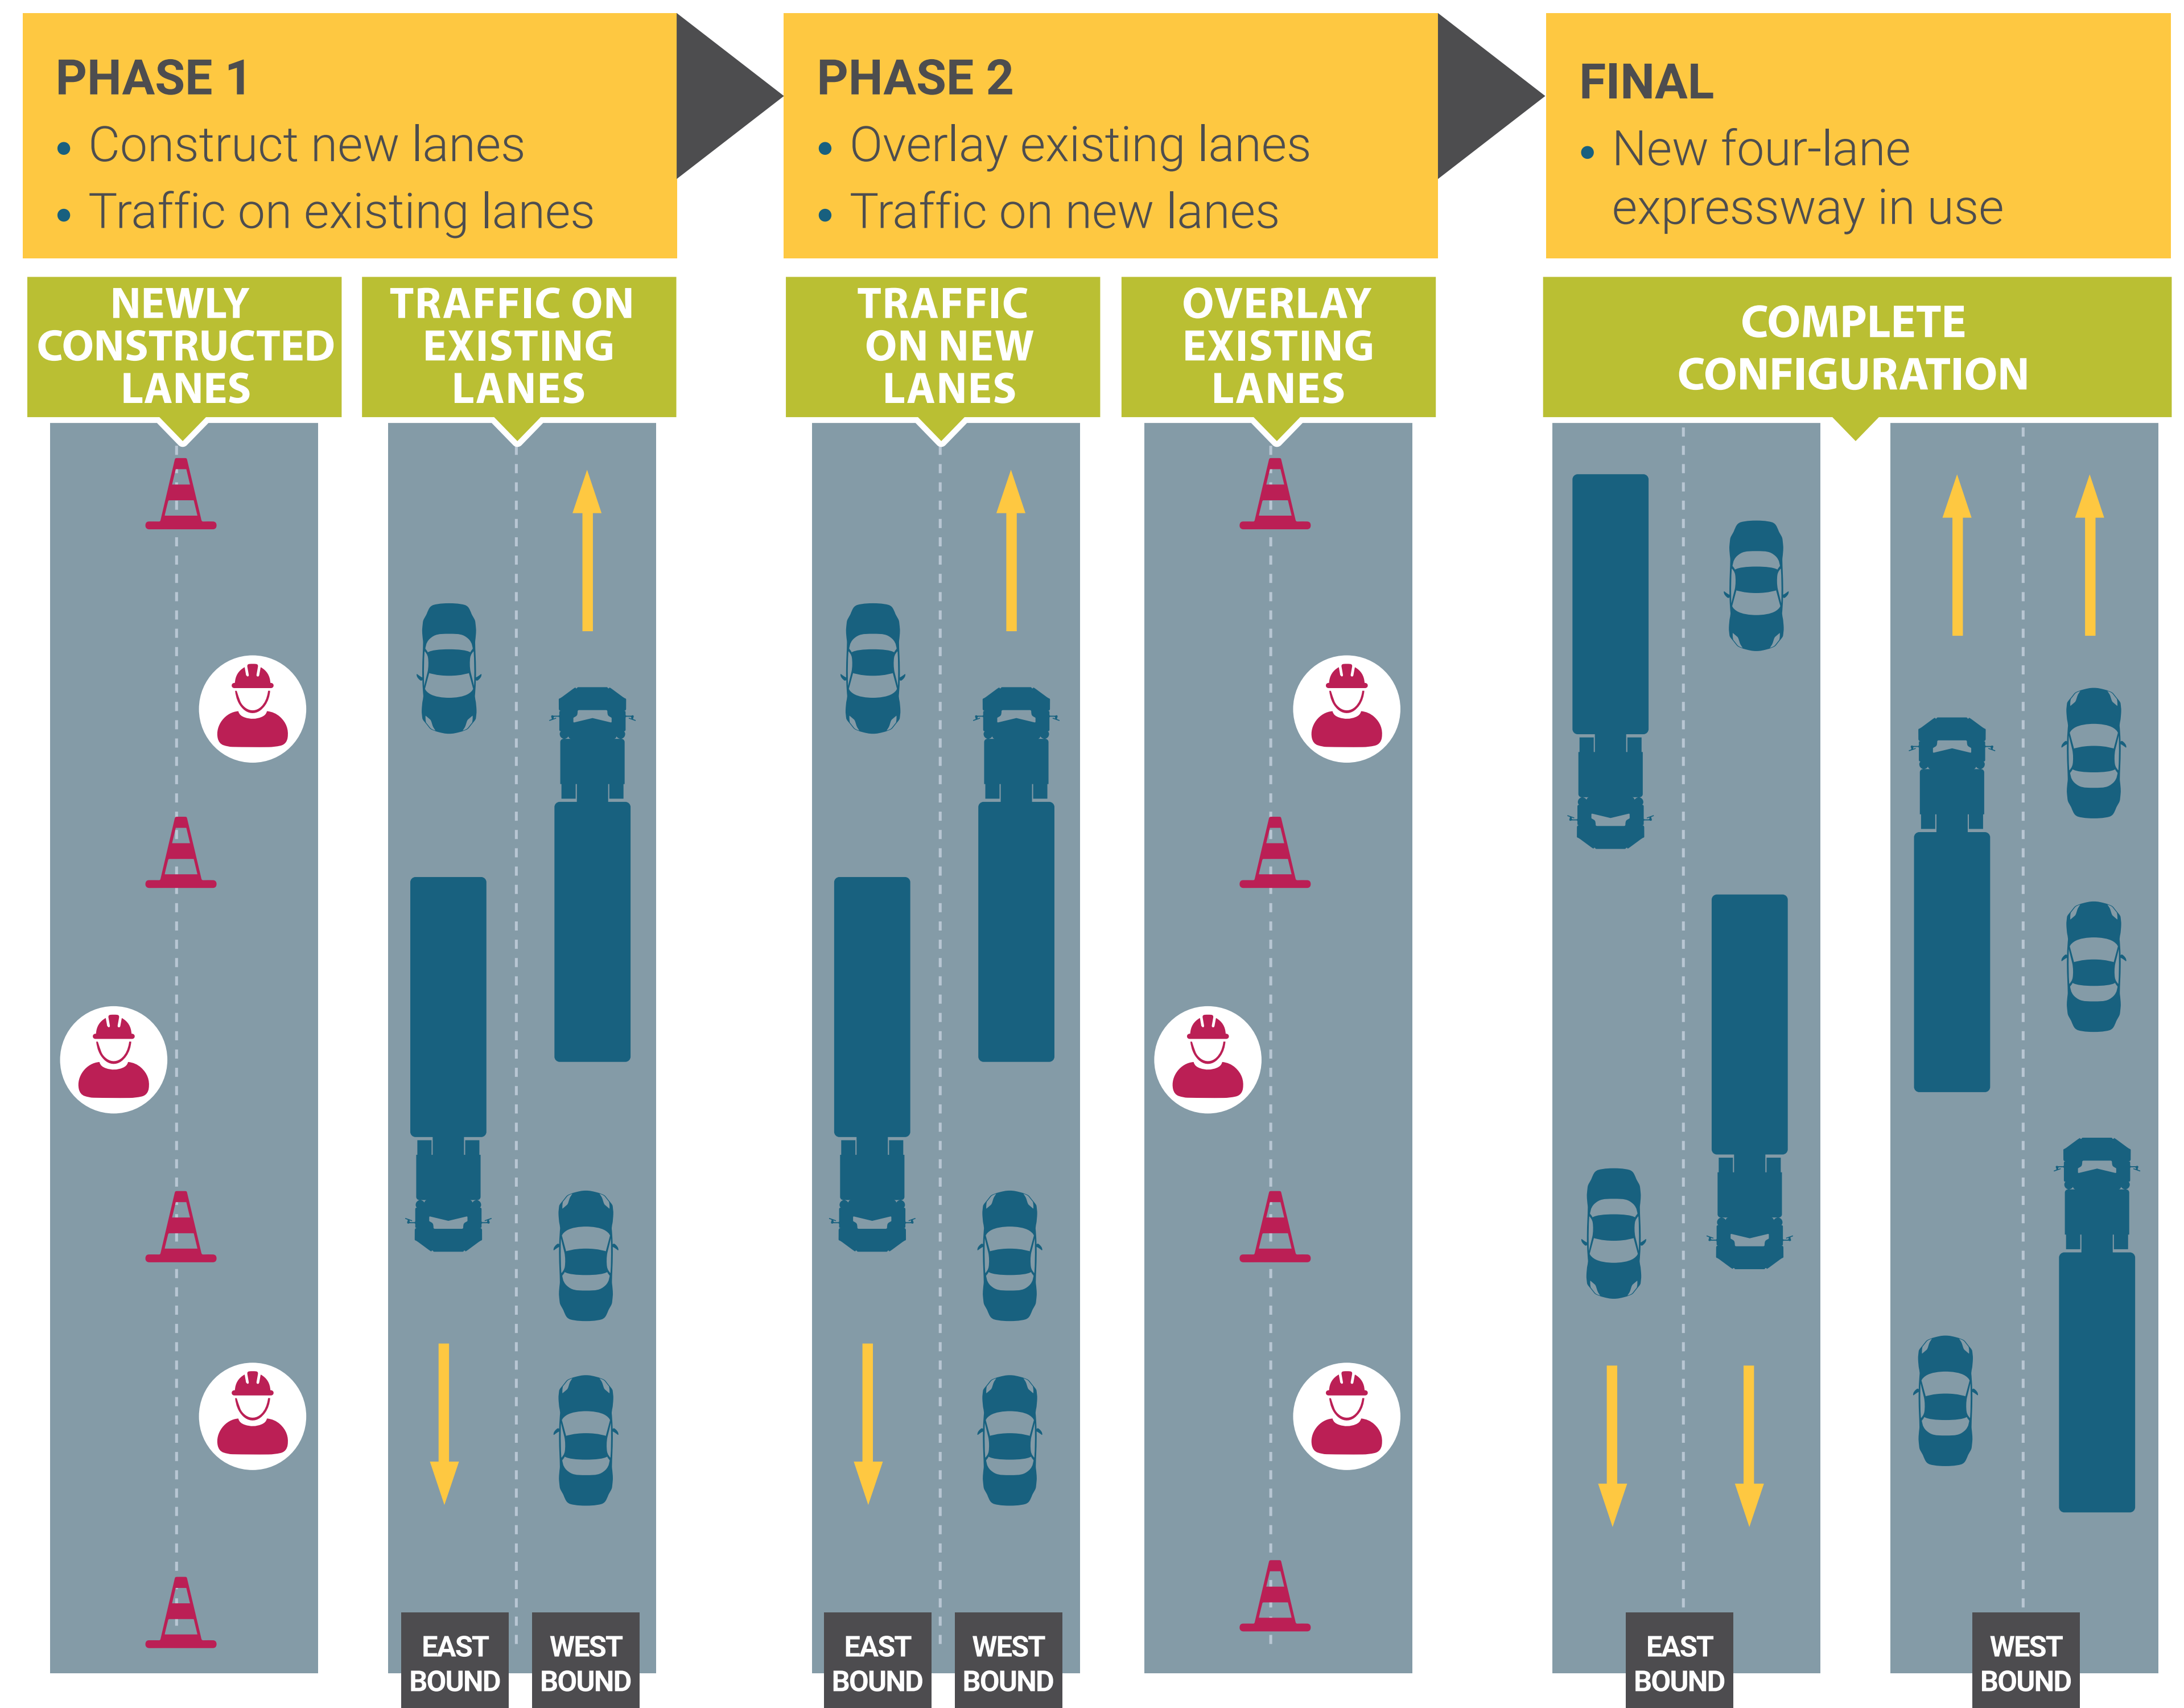 PHASE 1
• Construct new lanes
• Traffic on existing lanes
PHASE 2
• Overlay existing lanes
• Traffic on new lanes
FINAL
• New four-lane
expressway in use
NEWLY
CONSTRUCTED
LANES
TRAFFIC ON
EXISTING
LANES
TRAFFIC
ON NEW
LANES
OVERLAY
EXISTING
LANES
COMPLETE
CONFIGURATION
EAST
BOUND
WEST
BOUND
EAST
BOUND
WEST
BOUND
EAST
BOUND
WEST
BOUND